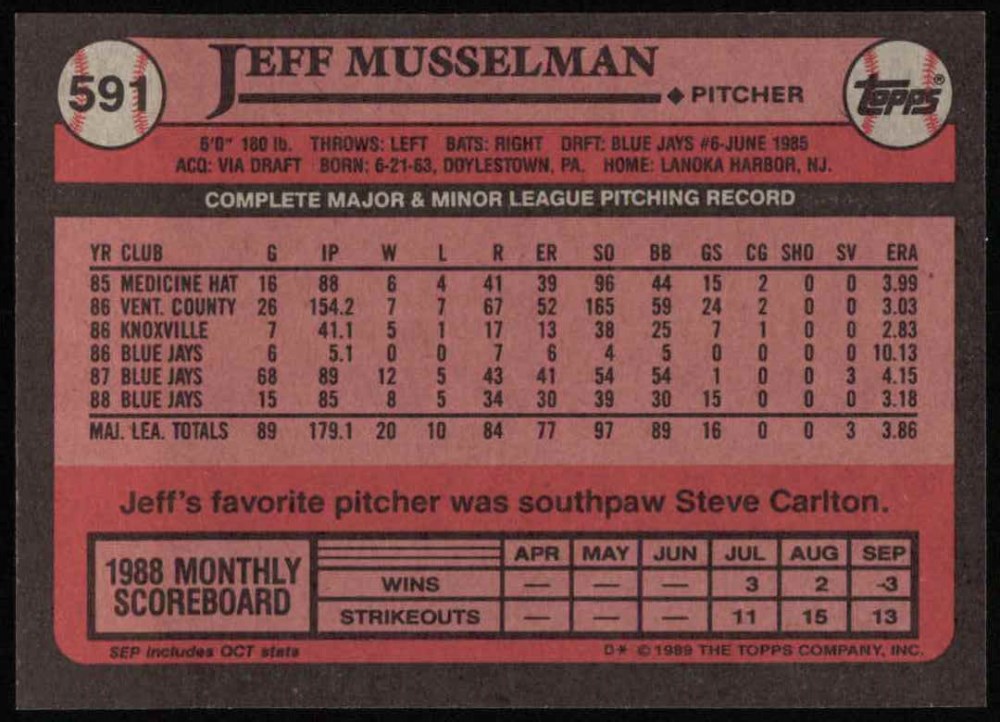 591
JEFF MUSSELMAN
◆ PITCHER
TOPPS®
6'0" 180 lb. THROWS: LEFT BATS: RIGHT DRFT: BLUE JAYS #6-JUNE 1985
ACQ: VIA DRAFT BORN: 6-21-63, DOYLESTOWN, PA. HOME: LANOKA HARBOR, NJ.
COMPLETE MAJOR & MINOR LEAGUE PITCHING RECORD
YR CLUB G IP W L R ER SO BB GS CG SHO SV ERA
85 MEDICINE HAT 16 88 6 4 41 39 96 44 15 2 0 0 3.99
86 VENT. COUNTY 26 154.2 7 7 67 52 165 59 24 2 0 0 3.03
86 KNOXVILLE 7 41.1 5 1 17 13 38 25 7 1 0 0 2.83
86 BLUE JAYS 6 5.1 0 0 7 6 4 5 0 0 0 0 10.13
87 BLUE JAYS 68 89 12 5 43 41 54 54 1 0 0 3 4.15
88 BLUE JAYS 15 85 8 5 34 30 39 30 15 0 0 0 3.18
MAJ. LEA. TOTALS 89 179.1 20 10 84 77 97 89 16 0 0 3 3.86
Jeff's favorite pitcher was southpaw Steve Carlton.
1988 MONTHLY
SCOREBOARD
APR MAY JUN JUL AUG SEP
WINS — — — 3 2 -3
STRIKEOUTS — — — 11 15 13
SEP includes OCT stats
D* © 1989 THE TOPPS COMPANY, INC.